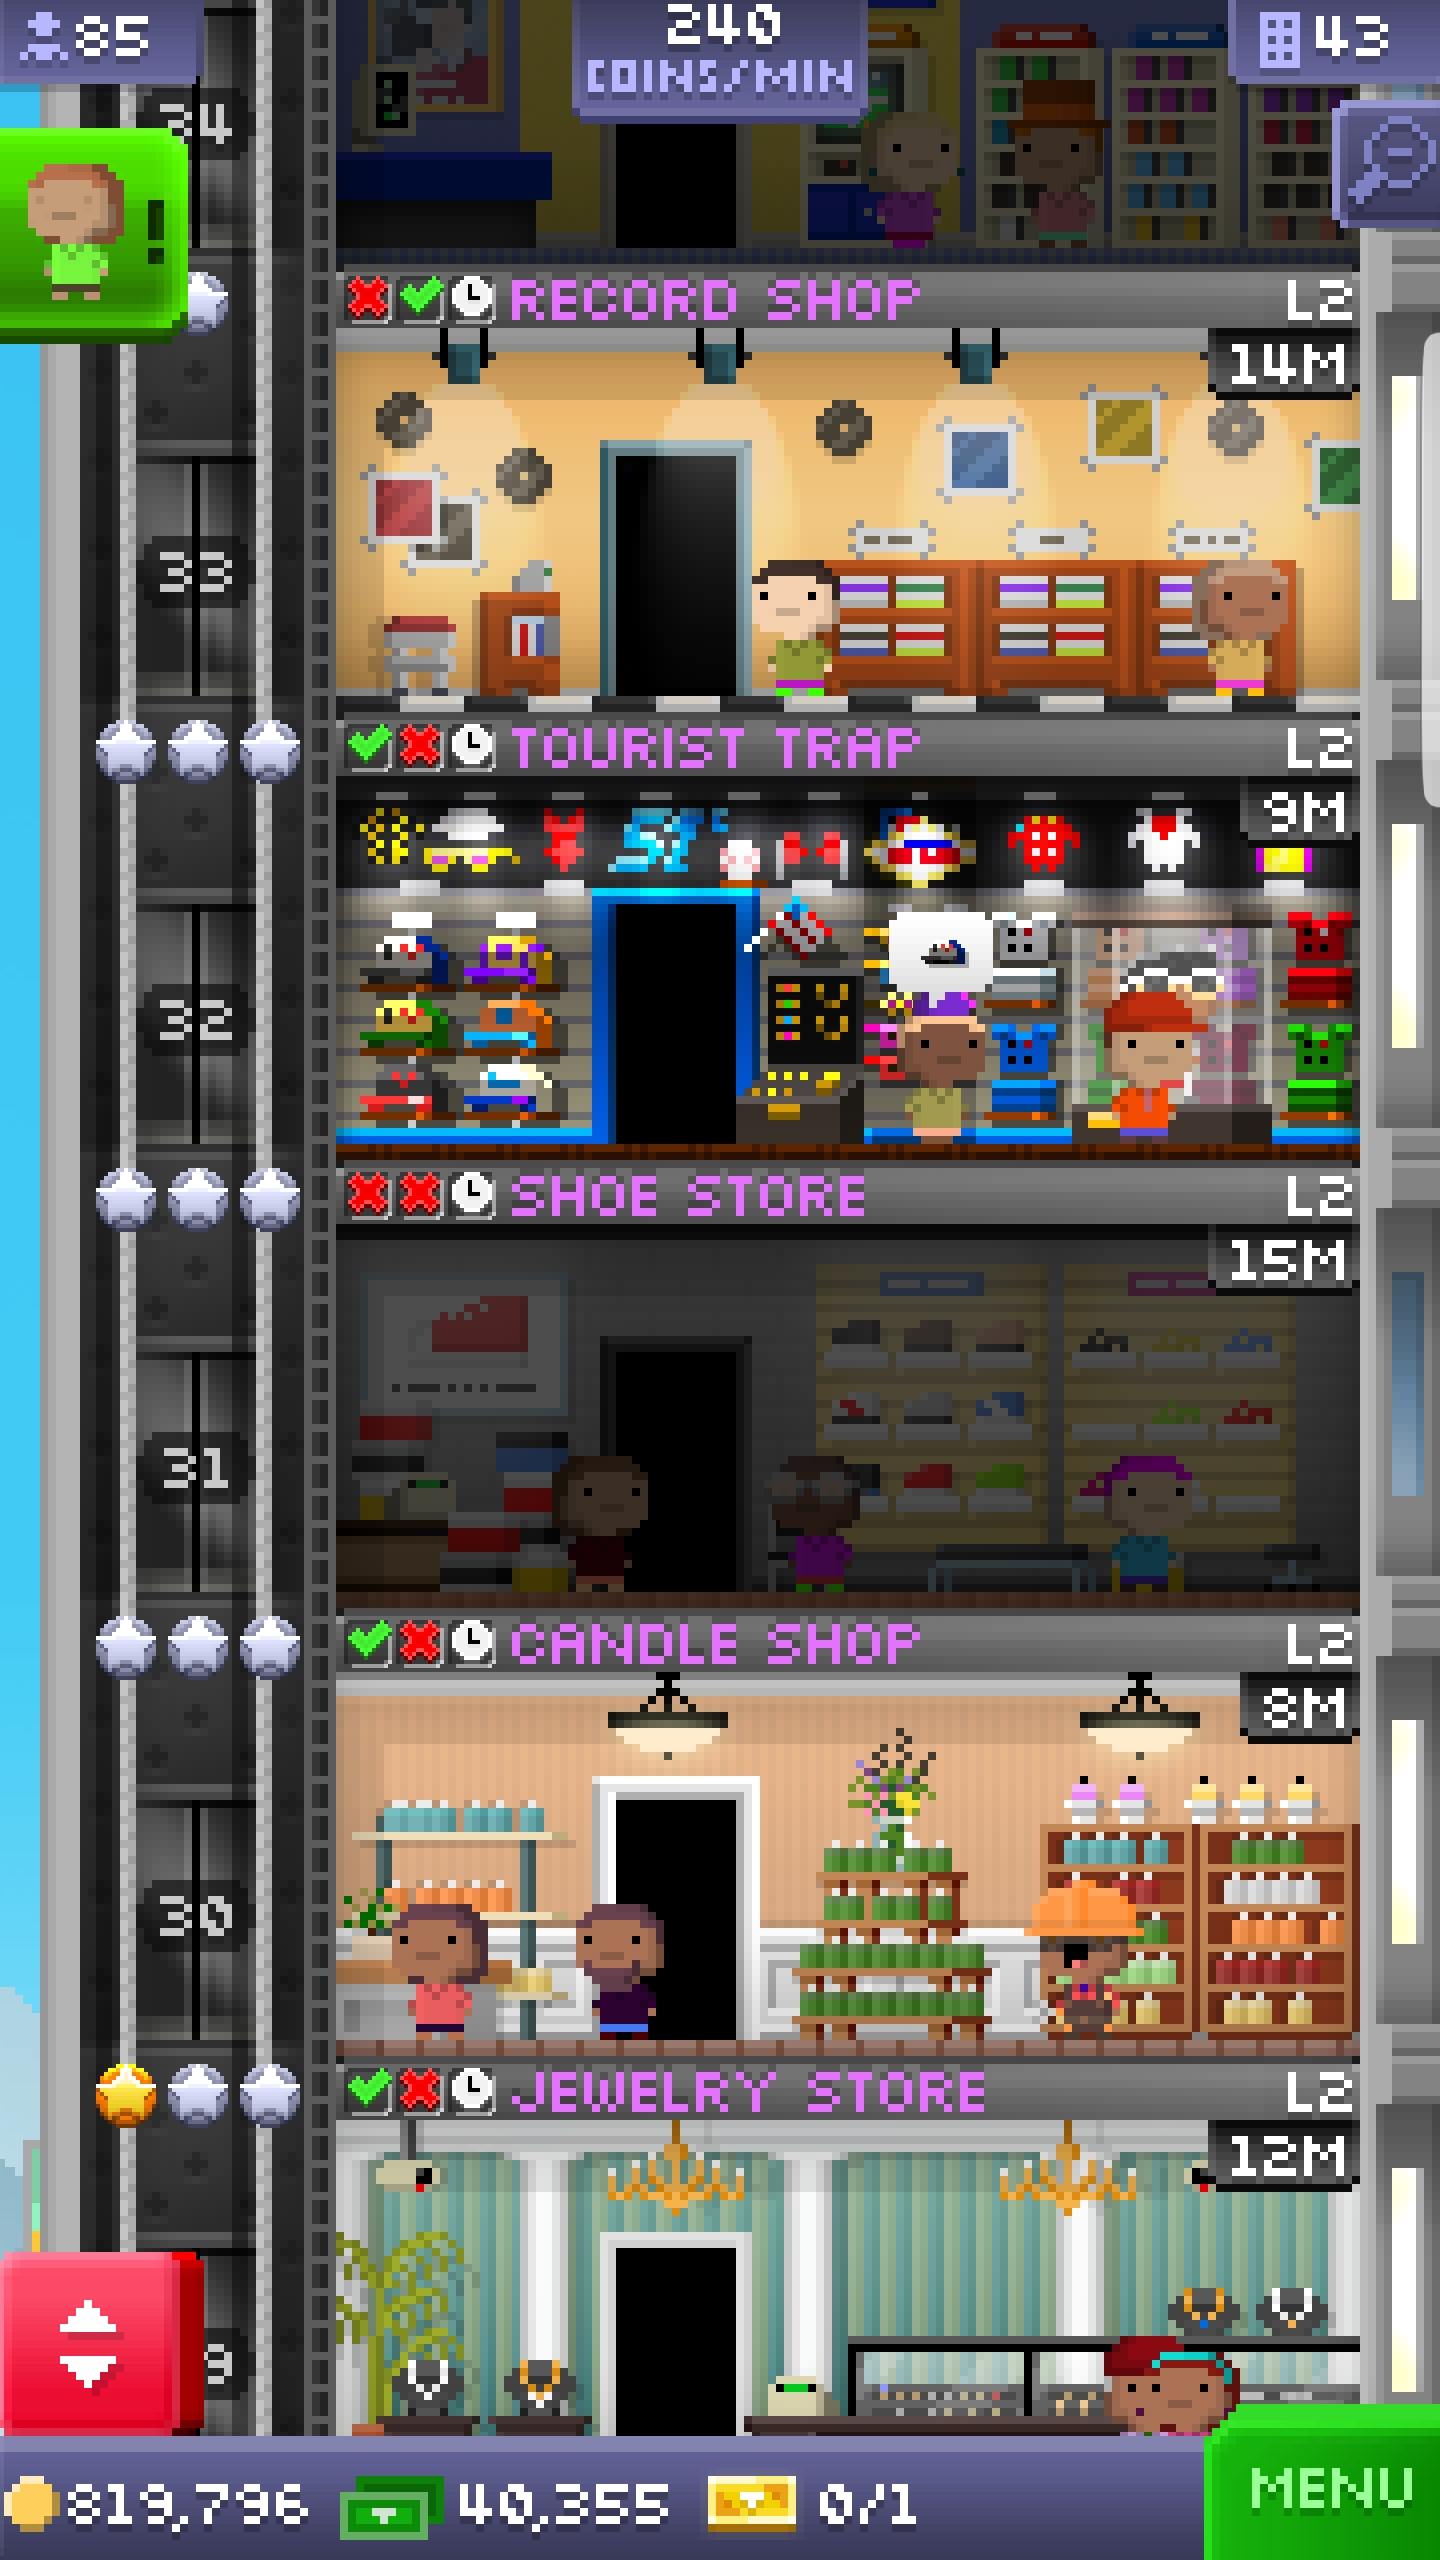 85
240
COINS/MIN
43
34
!
RECORD SHOP L2
14M
33
TOURIST TRAP L2
9M
32
SHOE STORE L2
15M
31
CANDLE SHOP L2
8M
30
JEWELRY STORE L2
12M
819,796 40,355 0/1
MENU